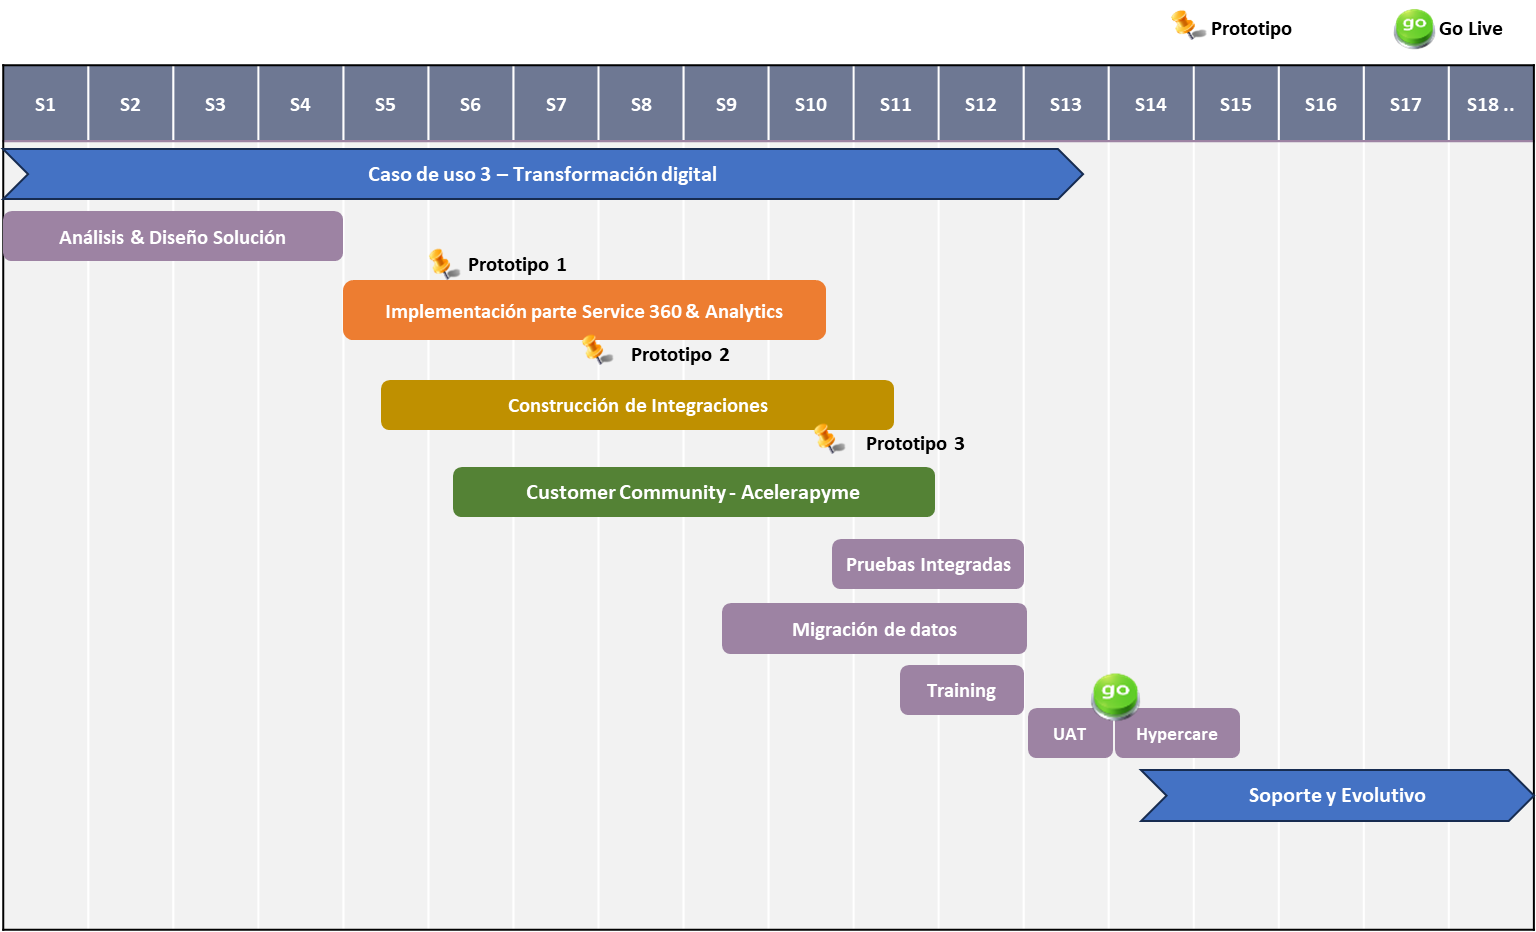 Prototipo
go
Go Live
S1 S2 S3 S4 S5 S6 S7 S8 S9 S10 S11 S12 S13 S14 S15 S16 S17 S18 ..
Caso de uso 3 – Transformación digital
Análisis & Diseño Solución
Prototipo 1
Implementación parte Service 360 & Analytics
Prototipo 2
Construcción de Integraciones
Prototipo 3
Customer Community - Acelerapyme
Pruebas Integradas
Migración de datos
Training
go
UAT
Hypercare
Soporte y Evolutivo